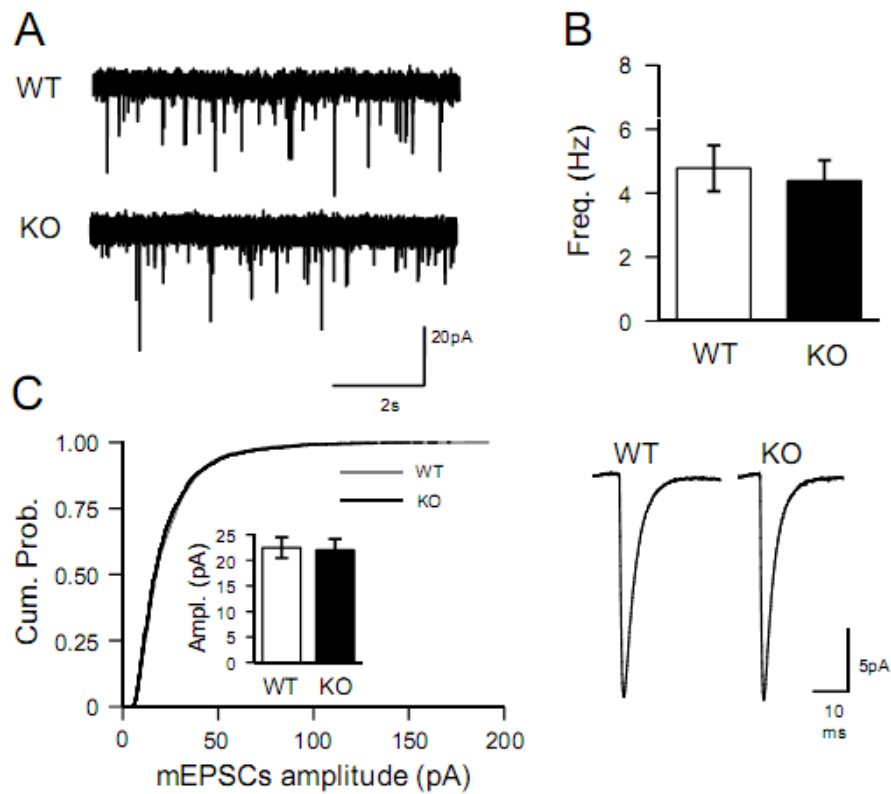 A
WT
KO
20pA
2s
B
8
6
4
2
0
Freq. (Hz)
WT
KO
C
1.00
0.75
0.50
0.25
0
Cum. Prob.
WT
KO
25
20
15
10
5
0
Ampl. (pA)
WT
KO
0
50
100
150
200
mEPSCs amplitude (pA)
WT
KO
5pA
10
ms